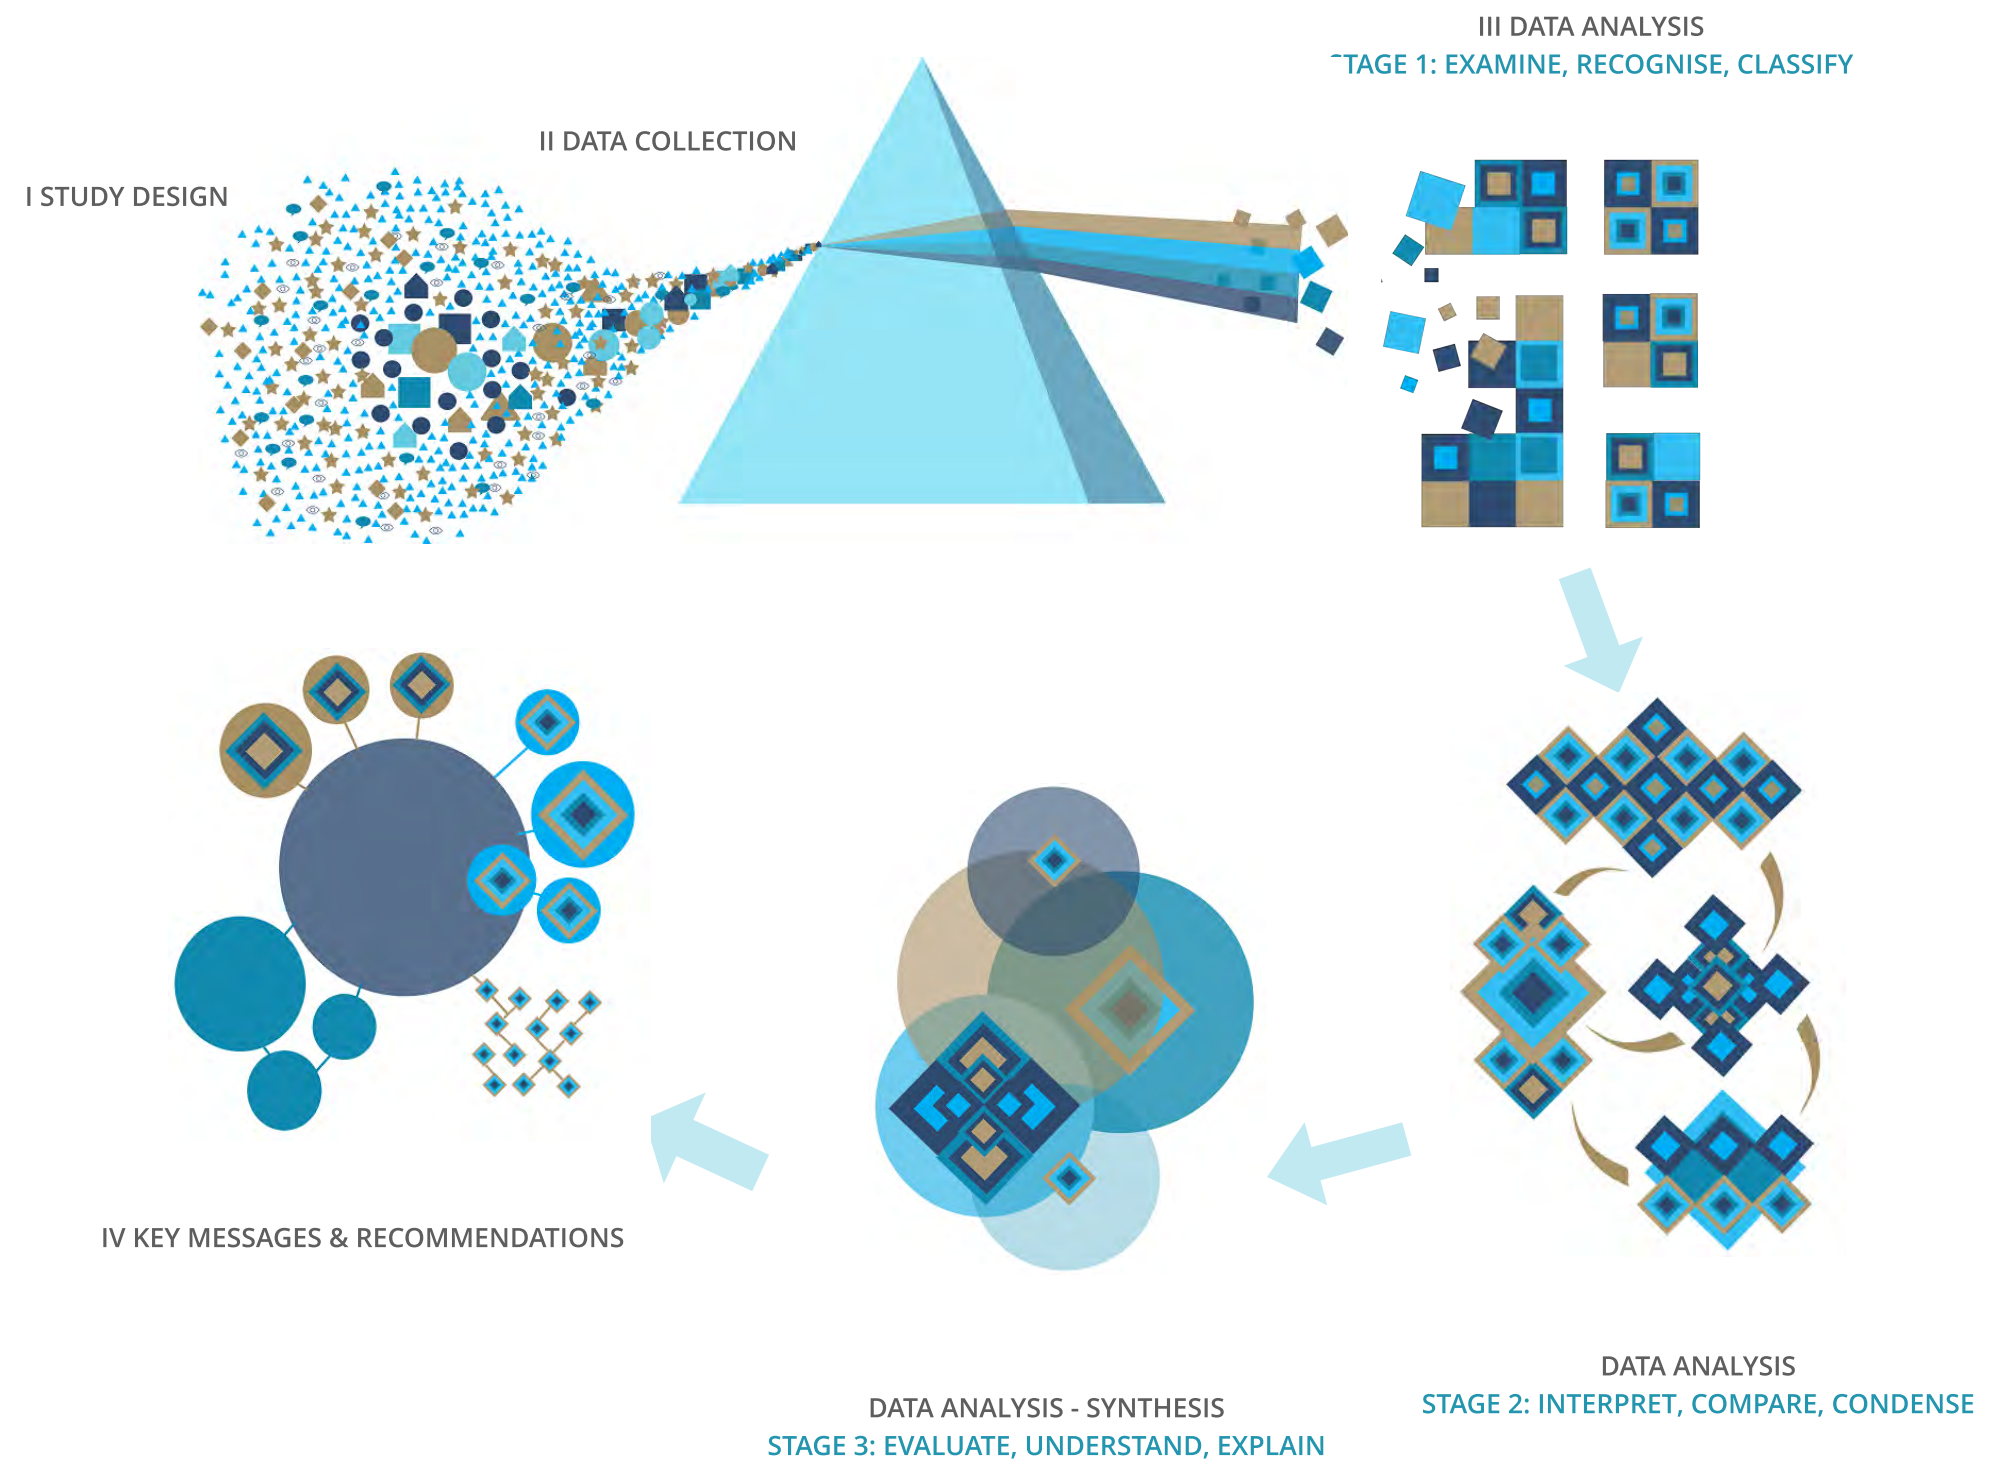 III DATA ANALYSIS
STAGE 1: EXAMINE, RECOGNISE, CLASSIFY
II DATA COLLECTION
I STUDY DESIGN
IV KEY MESSAGES & RECOMMENDATIONS
DATA ANALYSIS
STAGE 2: INTERPRET, COMPARE, CONDENSE
DATA ANALYSIS - SYNTHESIS
STAGE 3: EVALUATE, UNDERSTAND, EXPLAIN